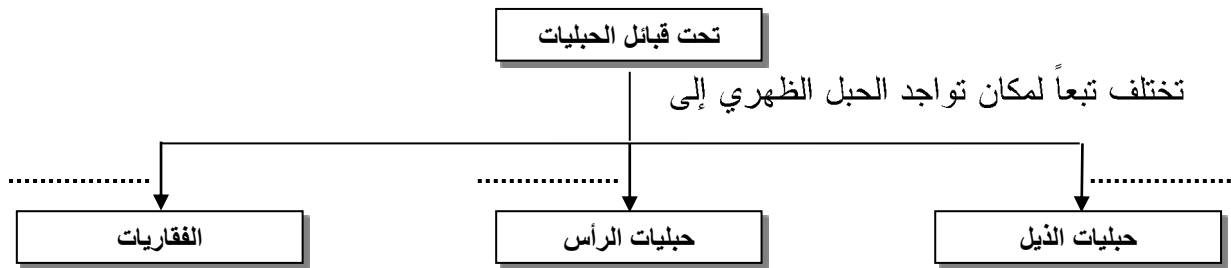 تحت قبائل الحبليات
تختلف تبعاً لمكان تواجد الحبل الظهري إلى
.................... .................... ....................
حبليات الذيل
حبليات الرأس
الفقاريات